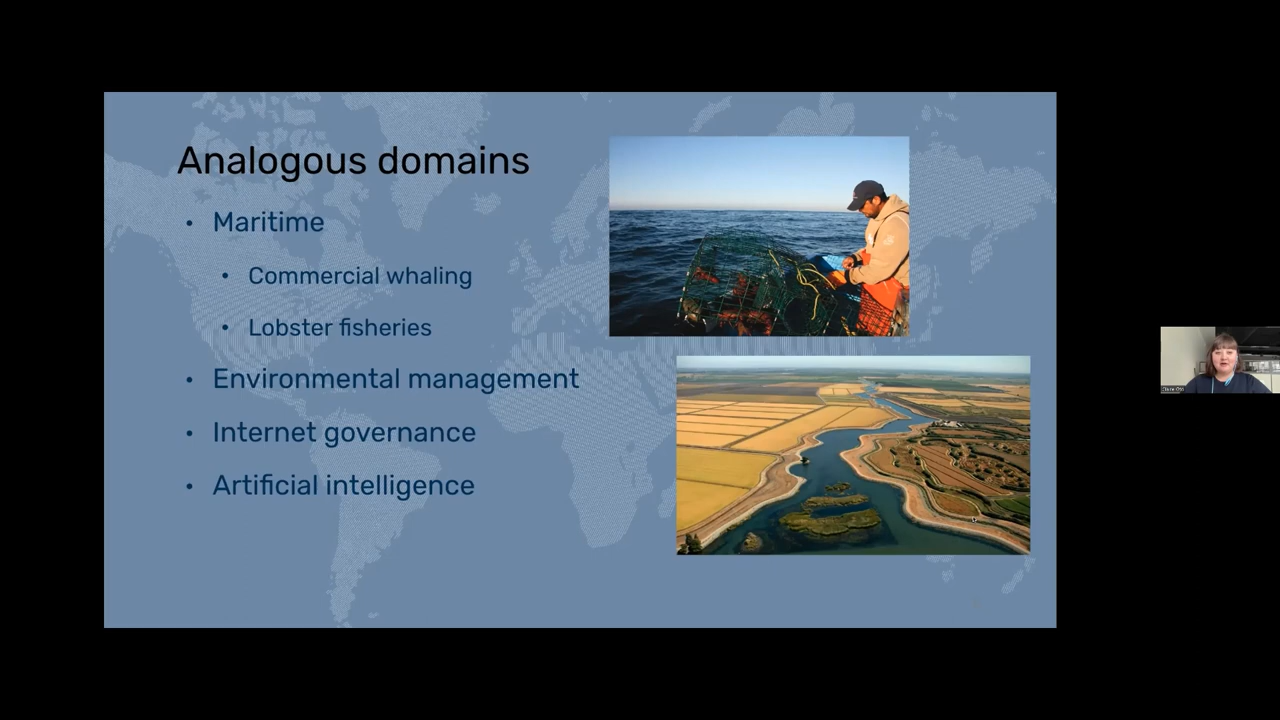 Analogous domains
• Maritime
• Commercial whaling
• Lobster fisheries
• Environmental management
• Internet governance
• Artificial intelligence